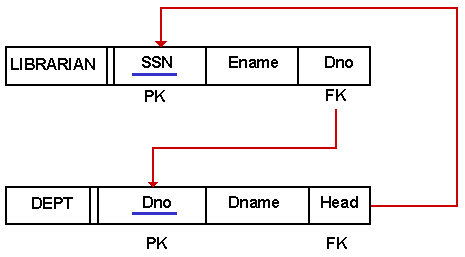 LIBRARIAN SSN Ename Dno
PK FK
DEPT Dno Dname Head
PK FK